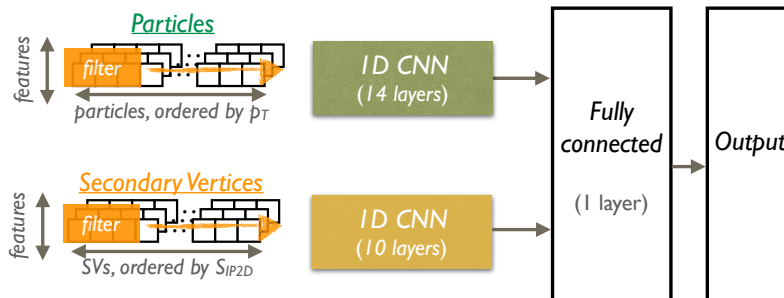 Particles
features
filter
particles, ordered by pT
1D CNN
(14 layers)
Secondary Vertices
features
filter
SVs, ordered by SIP2D
1D CNN
(10 layers)
Fully
connected
(1 layer)
Output